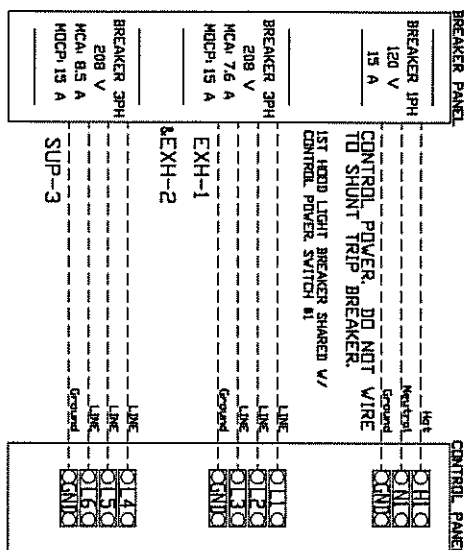 BREAKER PANEL
BREAKER 1PH
120 V
15 A
CONTROL POWER. DO NOT WIRE
TO SHUNT TRIP BREAKER.
1ST HOOD LIGHT BREAKER SHARED W/
CONTROL POWER. SWITCH #1
BREAKER 3PH
208 V
MCA: 7.6 A
MOCP: 15 A
EXH-1
&EXH-2
BREAKER 3PH
208 V
MCA: 8.5 A
MOCP: 15 A
SUP-3
CONTROL PANEL
Hot
H1
Neutral
N1
Ground
GND
LINE
L1
LINE
L2
LINE
L3
Ground
GND
LINE
L4
LINE
L5
LINE
L6
Ground
GND